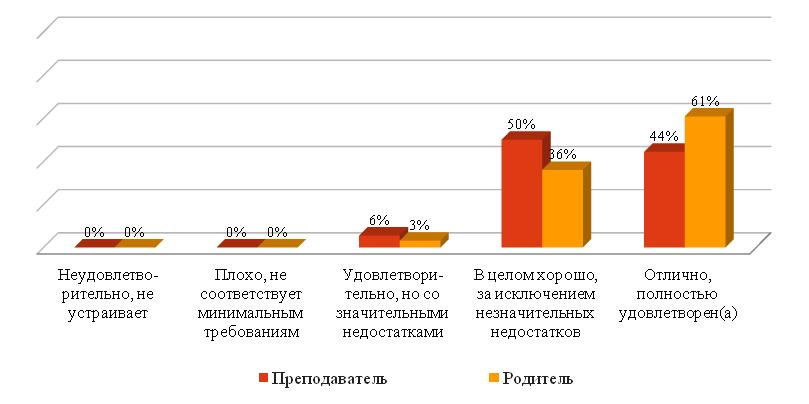 61%
50%
44%
36%
6%
3%
0% 0% 0% 0%
Неудовлетво-
рительно, не
устраивает
Плохо, не
соответствует
минимальным
требованиям
Удовлетвори-
тельно, но со
значительными
недостатками
В целом хорошо,
за исключением
незначительных
недостатков
Отлично,
полностью
удовлетворен(а)
Преподаватель Родитель